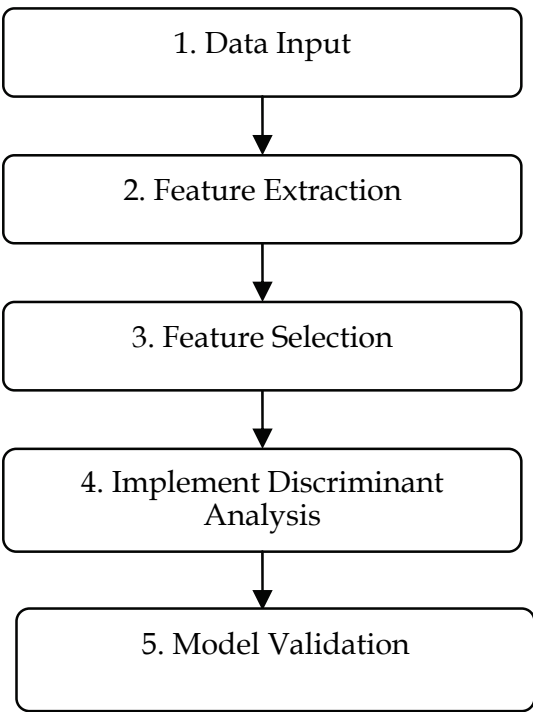 1. Data Input
2. Feature Extraction
3. Feature Selection
4. Implement Discriminant
Analysis
5. Model Validation